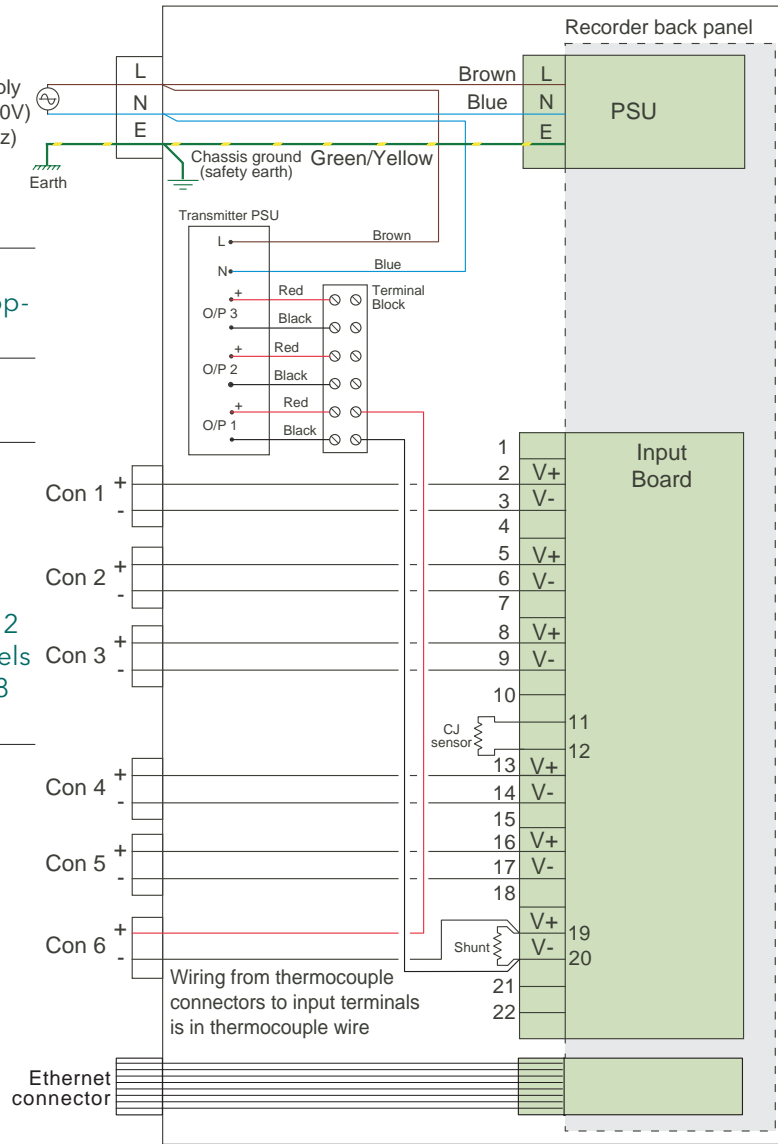 Recorder back panel
L
N
E
Brown
Blue
L
N
E
PSU
Earth
Chassis ground
(safety earth)
Green/Yellow
Transmitter PSU
L
Brown
N
Blue
+
O/P 3
Red
Black
Terminal
Block
+
O/P 2
Red
Black
+
O/P 1
Red
Black
Input
Board
1
2 V+
3 V-
4
5 V+
6 V-
7
8 V+
9 V-
10
11
12
13 V+
14 V-
15
16 V+
17 V-
18
V+ 19
V- 20
21
22
Con 1 + -
Con 2 + -
Con 3 + -
CJ
sensor
Con 4 + -
Con 5 + -
Con 6 + -
Shunt
Wiring from thermocouple
connectors to input terminals
is in thermocouple wire
Ethernet
connector
0V)
z)
2
8